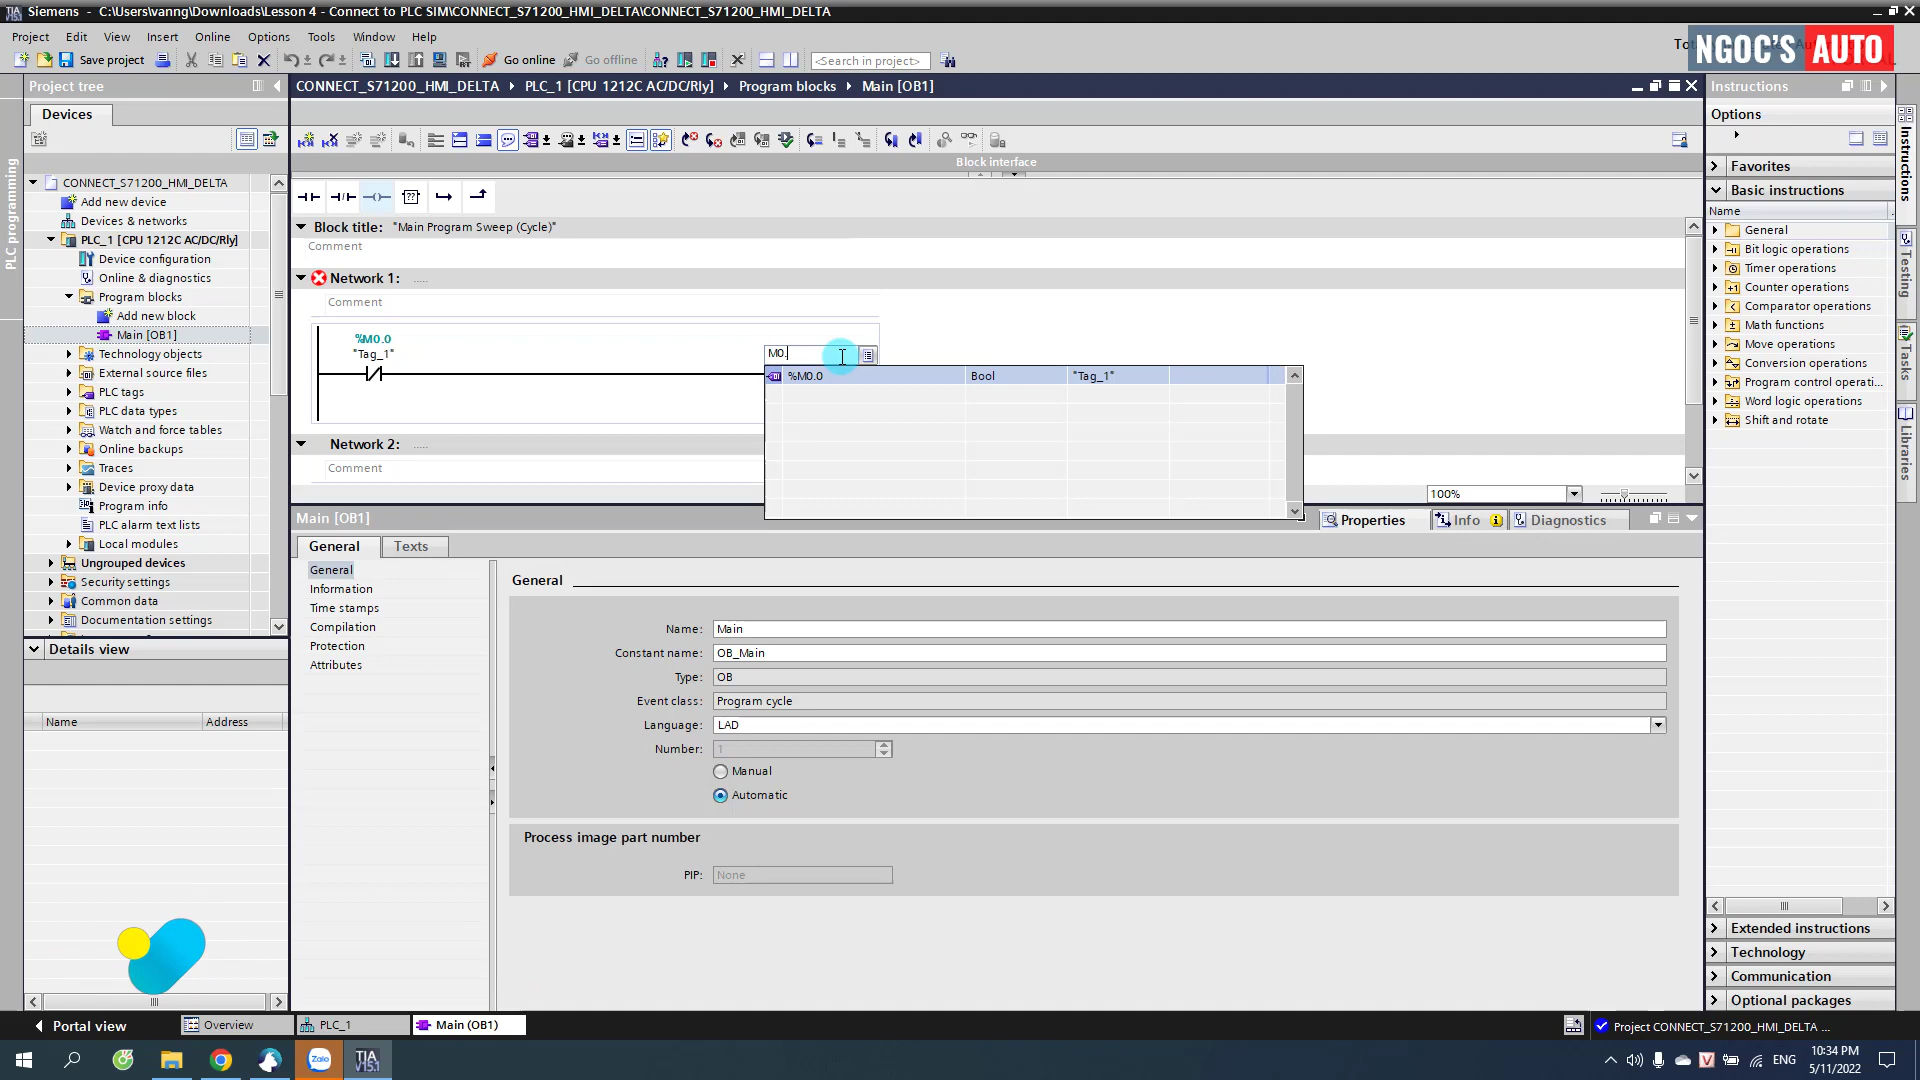 Siemens - C:\Users\vanng\Downloads\Lesson 4 - Connect to PLC SIM\CONNECT_S71200_HMI_DELTA\CONNECT_S71200_HMI_DELTA
Project Edit View Insert Online Options Tools Window Help
NGOC'S AUTO
Save project Go online Go offline <Search in project>
Project tree
CONNECT_S71200_HMI_DELTA PLC_1 [CPU 1212C AC/DC/Rly] Program blocks Main [OB1]
Instructions
Devices
Options
Block interface
PLC programming
CONNECT_S71200_HMI_DELTA
Add new device
Devices & networks
PLC_1 [CPU 1212C AC/DC/Rly]
Device configuration
Online & diagnostics
Program blocks
Add new block
Main [OB1]
Technology objects
External source files
PLC tags
PLC data types
Watch and force tables
Online backups
Traces
Device proxy data
Program info
PLC alarm text lists
Local modules
Ungrouped devices
Security settings
Common data
Documentation settings
Details view
Name Address
Block title: "Main Program Sweep (Cycle)"
Comment
Network 1: .....
Comment
%M0.0
"Tag_1"
M0.
%M0.0 Bool "Tag_1"
Network 2: .....
Comment
100%
Main [OB1]
Properties Info Diagnostics
General Texts
General
Information
Time stamps
Compilation
Protection
Attributes
General
Name: Main
Constant name: OB_Main
Type: OB
Event class: Program cycle
Language: LAD
Number: 1
Manual
Automatic
Process image part number
PIP: None
Favorites
Basic instructions
Name
General
Bit logic operations
Timer operations
Counter operations
Comparator operations
Math functions
Move operations
Conversion operations
Program control operati...
Word logic operations
Shift and rotate
Extended instructions
Technology
Communication
Optional packages
Instructions
Testing
Tasks
Libraries
Portal view Overview PLC_1 Main (OB1) Project CONNECT_S71200_HMI_DELTA ...
Zalo
TIA
V15.1
ENG
10:34 PM
5/11/2022